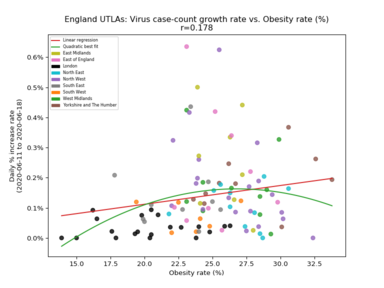 England UTLAs: Virus case-count growth rate vs. Obesity rate (%)
r=0.178
Linear regression
Quadratic best fit
East Midlands
East of England
London
North East
North West
South East
South West
West Midlands
Yorkshire and The Humber
0.6%
0.5%
0.4%
0.3%
0.2%
0.1%
0.0%
Daily % increase rate
(2020-06-11 to 2020-06-18)
15.0 17.5 20.0 22.5 25.0 27.5 30.0 32.5
Obesity rate (%)